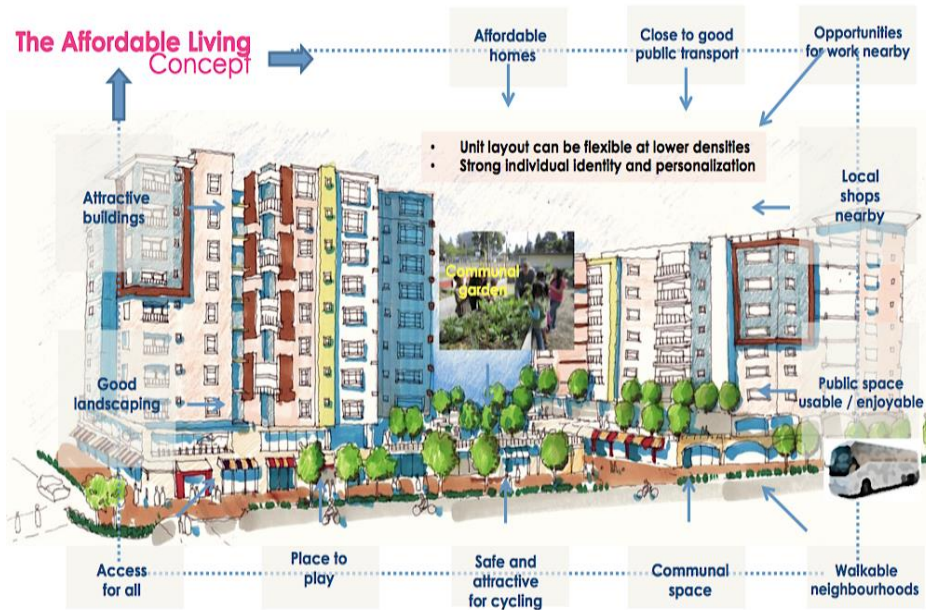 The Affordable Living
Concept
Affordable
homes
Close to good
public transport
Opportunities
for work nearby
• Unit layout can be flexible at lower densities
• Strong individual identity and personalization
Attractive
buildings
Local
shops
nearby
Communal
garden
Good
landscaping
Public space
usable / enjoyable
Access
for all
Place to
play
Safe and
attractive
for cycling
Communal
space
Walkable
neighbourhoods